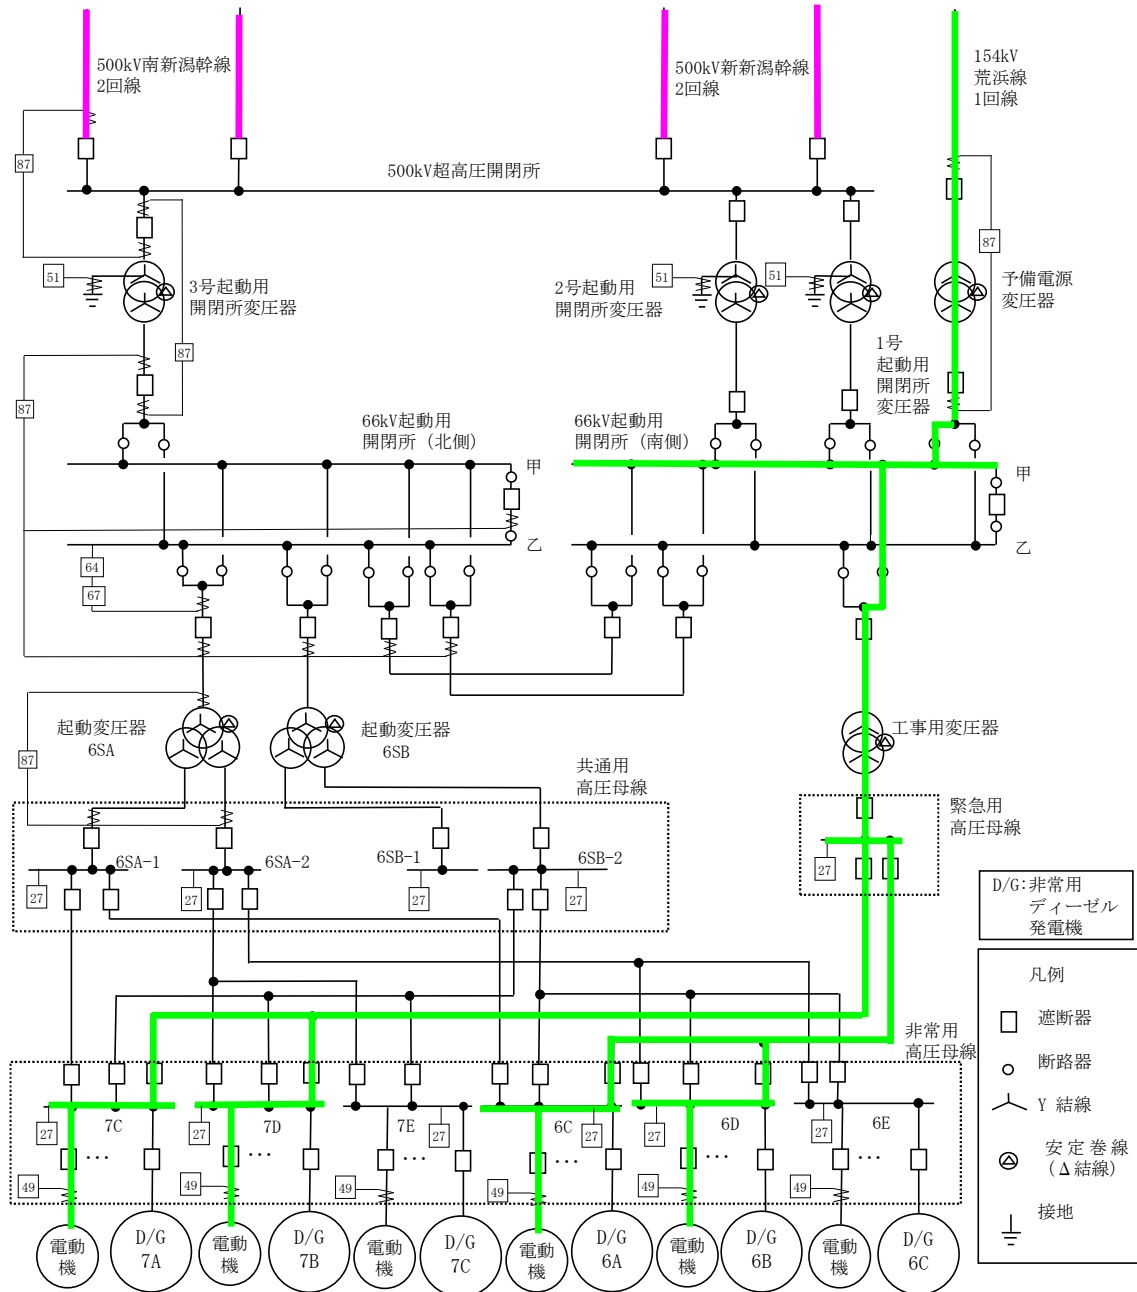 500kV南新潟幹線
2回線
500kV新新潟幹線
2回線
154kV
荒浜線
1回線
87
500kV超高圧開閉所
87
51
3号起動用
開閉所変圧器
51
2号起動用
開閉所変圧器
51
予備電源
変圧器
87
1号
起動用
開閉所
変圧器
87
66kV起動用
開閉所（北側）
66kV起動用
開閉所（南側）
甲
甲
乙
乙
64
67
起動変圧器
6SA
起動変圧器
6SB
工事用変圧器
87
共通用
高圧母線
緊急用
高圧母線
6SA-1
6SA-2
6SB-1
6SB-2
27
27
27
27
27
D/G:非常用
ディーゼル
発電機
凡例
遮断器
断路器
Y 結線
安定巻線
(Δ結線)
接地
非常用
高圧母線
7C
7D
7E
6C
6D
6E
27
27
27
27
27
27
…
…
…
…
…
…
49
49
49
49
49
電動
機
D/G
7A
電動
機
D/G
7B
電動
機
D/G
7C
電動
機
D/G
6A
電動
機
D/G
6B
電動
機
D/G
6C